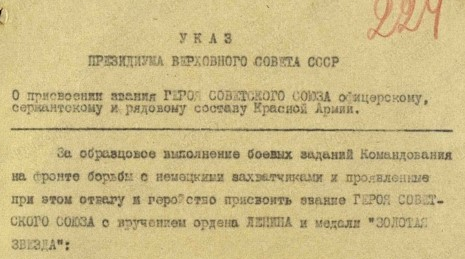 224
УКАЗ
ПРЕЗИДИУМА ВЕРХОВНОГО СОВЕТА СССР
О присвоении звания ГЕРОЯ СОВЕТСКОГО СОЮЗА офицерскому,
сержантскому и рядовому составу Красной Армии.
За образцовое выполнение боевых заданий Командования
на фронте борьбы с немецкими захватчиками и проявленные
при этом отвагу и геройство присвоить звание ГЕРОЯ СОВЕТ-
СКОГО СОЮЗА с вручением ордена ЛЕНИНА и медали "ЗОЛОТАЯ
ЗВЕЗДА":